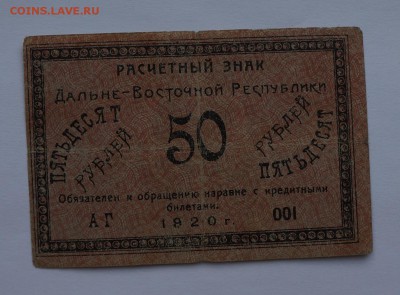 COINS.LAVE.RU
РАСЧЕТНЫЙ ЗНАК
ДАЛЬНЕ-ВОСТОЧНОЙ РЕСПУБЛИКИ
ПЯТЬДЕСЯТ
РУБЛЕЙ
50
РУБЛЕЙ
ПЯТЬДЕСЯТ
Обязателен к обращению наравне с кредитными
билетами.
АГ
1920 г.
001